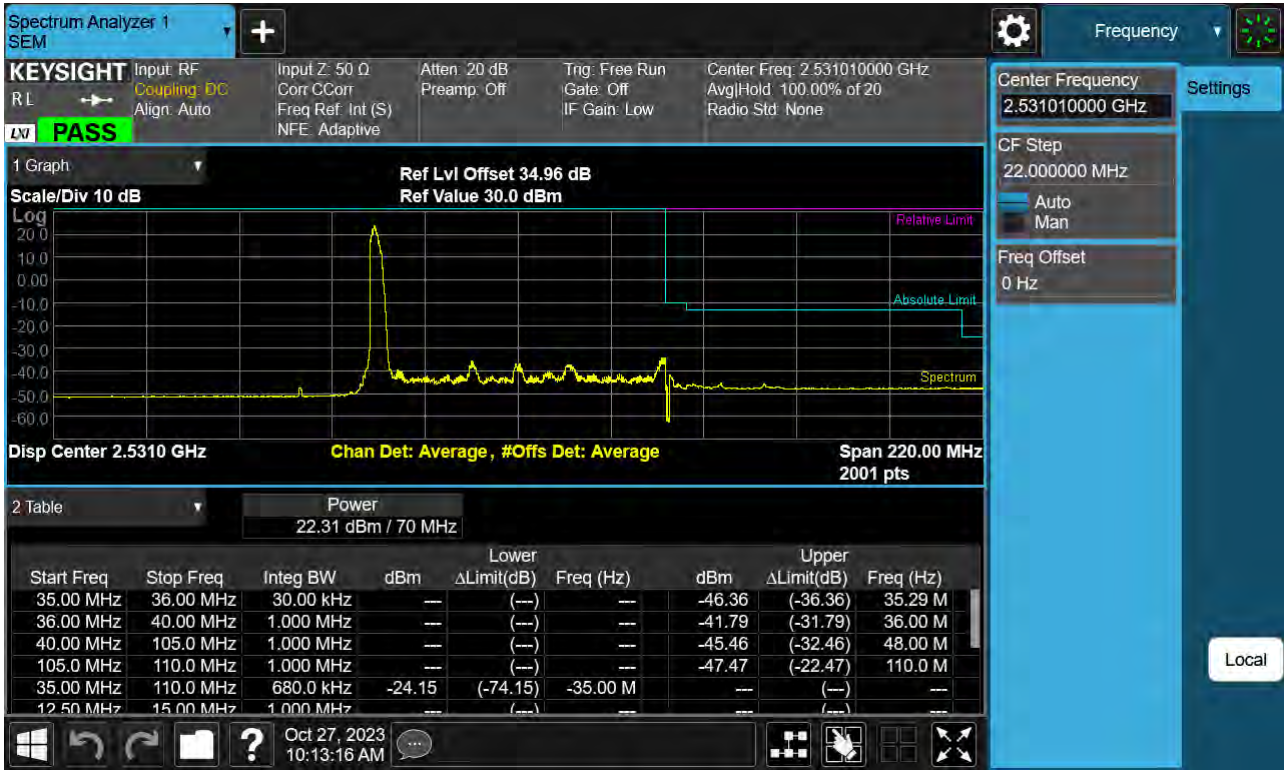 Spectrum Analyzer 1
SEM
+
Frequency
KEYSIGHT
RL
LXI PASS
Input: RF
Coupling: DC
Align: Auto
Input Z: 50 Ω
Corr CCorr
Freq Ref: Int (S)
NFE: Adaptive
Atten: 20 dB
Preamp: Off
Trig: Free Run
Gate: Off
IF Gain: Low
Center Freq: 2.531010000 GHz
Avg|Hold: 100.00% of 20
Radio Std: None
Center Frequency
2.531010000 GHz
Settings
CF Step
22.000000 MHz
Auto
Man
Freq Offset
0 Hz
1 Graph
Scale/Div 10 dB
Ref Lvl Offset 34.96 dB
Ref Value 30.0 dBm
Log
20.0
10.0
0.00
-10.0
-20.0
-30.0
-40.0
-50.0
-60.0
Relative Limit
Absolute Limit
Spectrum
Disp Center 2.5310 GHz Chan Det: Average, #Offs Det: Average Span 220.00 MHz
2001 pts
2 Table
Power
22.31 dBm / 70 MHz
Lower Upper
Start Freq Stop Freq Integ BW dBm ΔLimit(dB) Freq (Hz) dBm ΔLimit(dB) Freq (Hz)
35.00 MHz 36.00 MHz 30.00 kHz --- (---) --- -46.36 (-36.36) 35.29 M
36.00 MHz 40.00 MHz 1.000 MHz --- (---) --- -41.79 (-31.79) 36.00 M
40.00 MHz 105.0 MHz 1.000 MHz --- (---) --- -45.46 (-32.46) 48.00 M
105.0 MHz 110.0 MHz 1.000 MHz --- (---) --- -47.47 (-22.47) 110.0 M
35.00 MHz 110.0 MHz 680.0 kHz -24.15 (-74.15) -35.00 M --- (---) ---
12.50 MHz 15.00 MHz 1.000 MHz --- (---) --- --- (---) ---
Local
?
Oct 27, 2023
10:13:16 AM